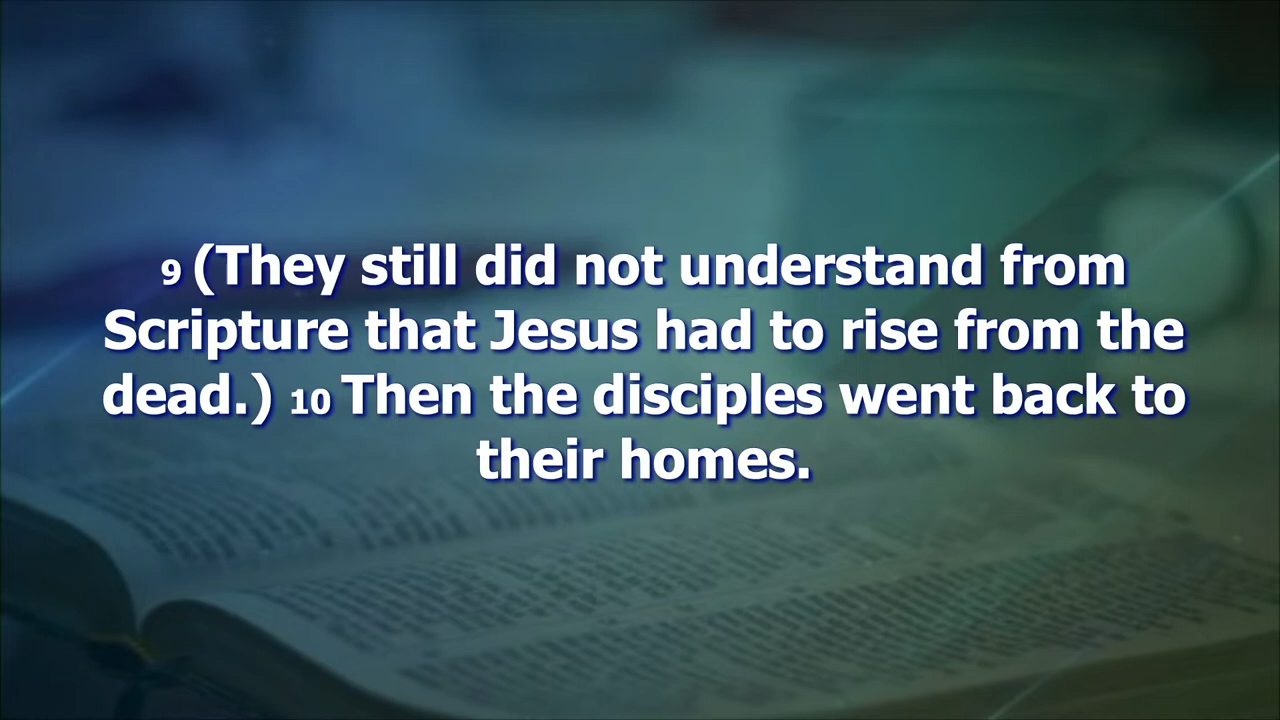 9 (They still did not understand from
Scripture that Jesus had to rise from the
dead.) 10 Then the disciples went back to
their homes.